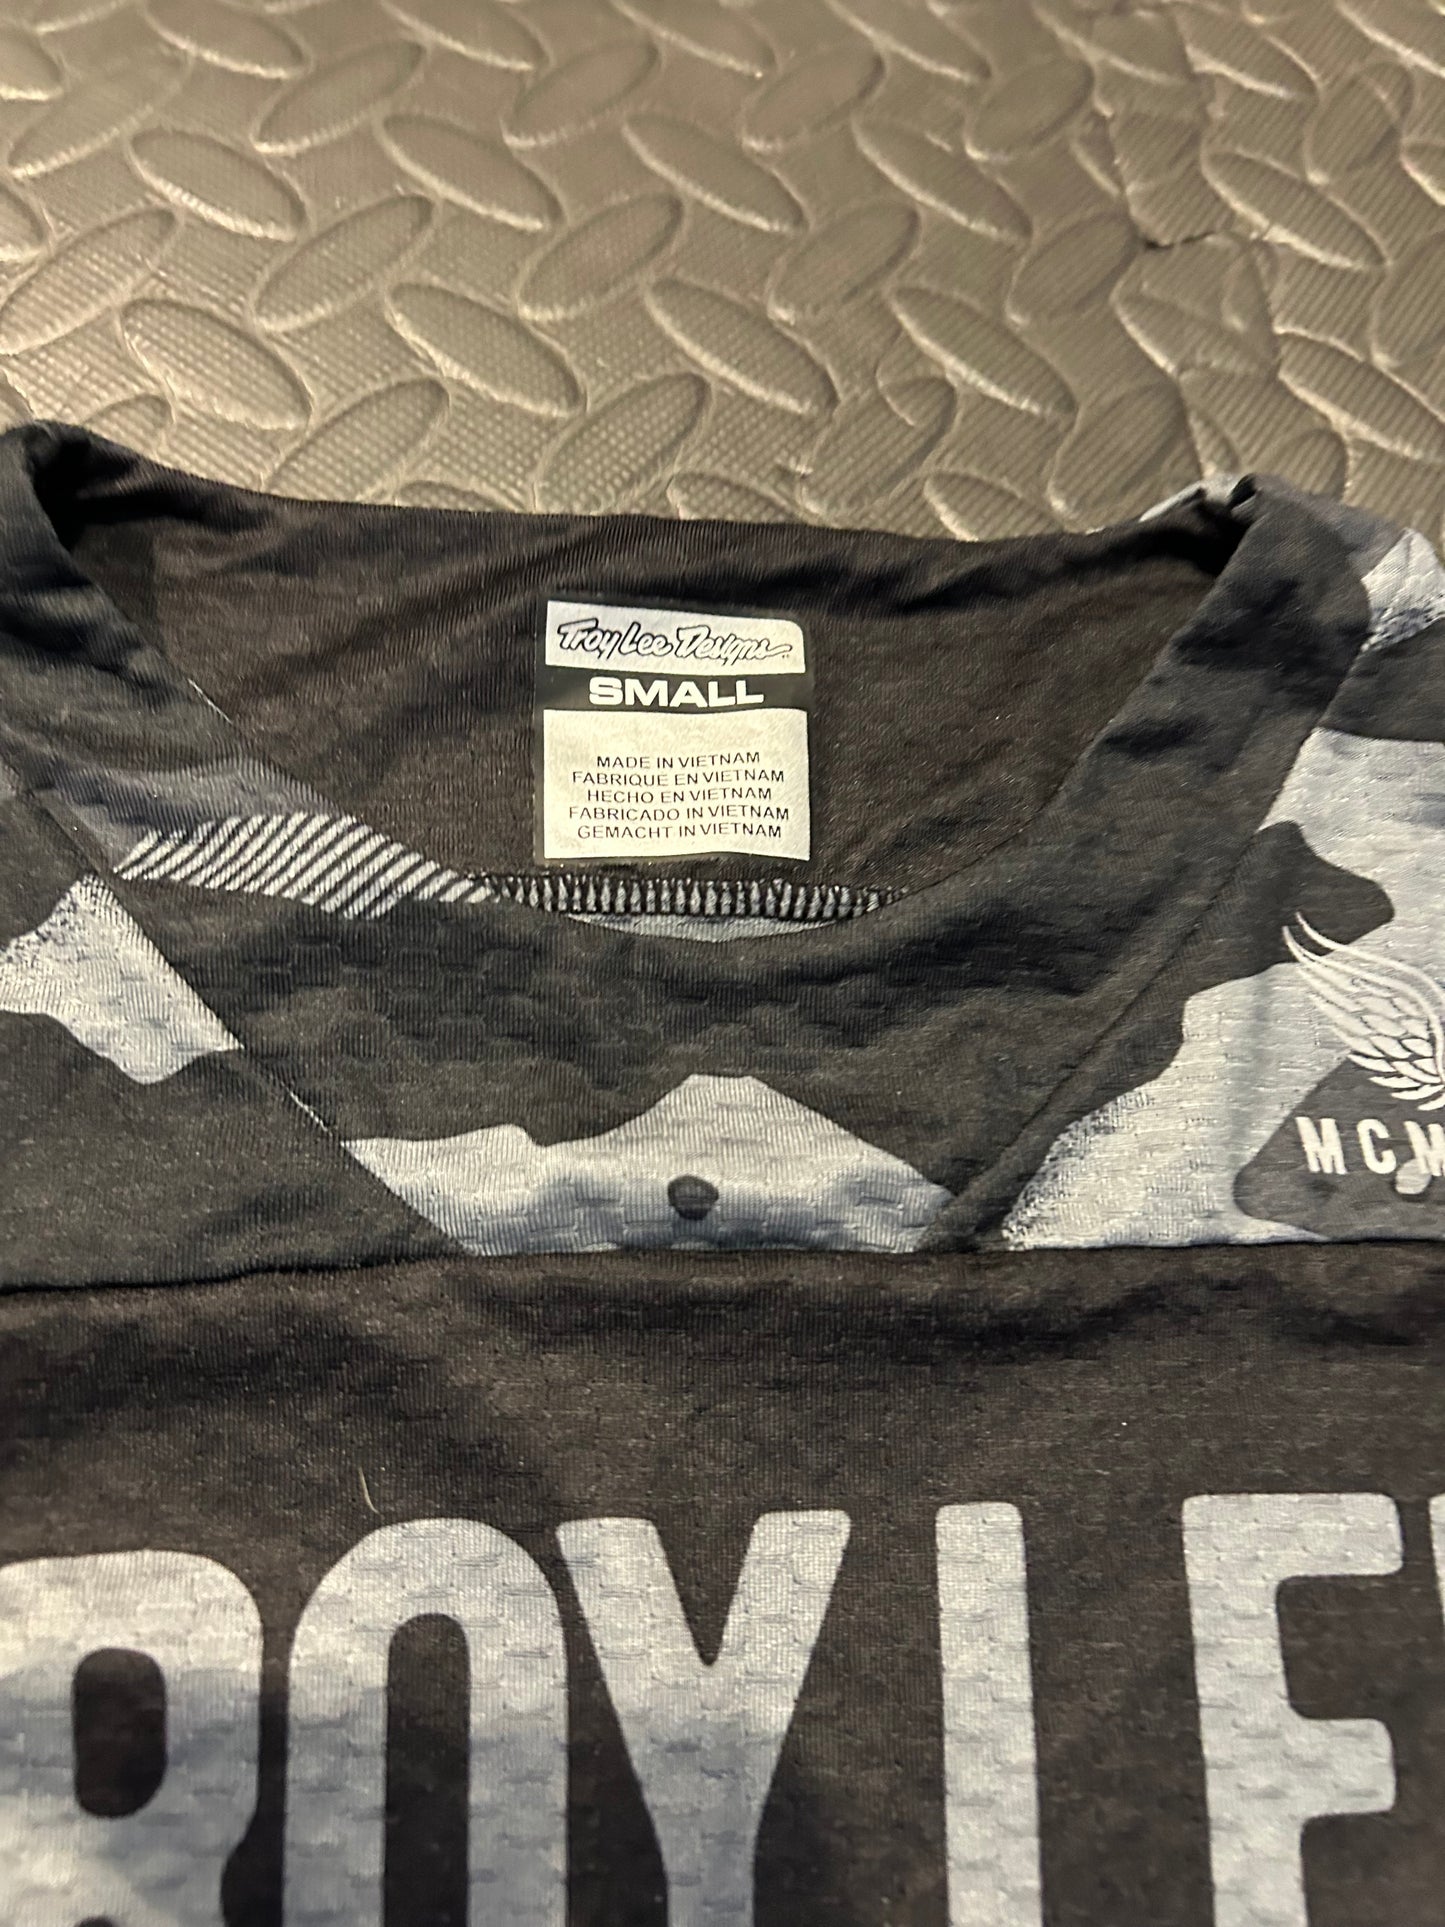 Troy Lee Designs
SMALL
MADE IN VIETNAM
FABRIQUE EN VIETNAM
HECHO EN VIETNAM
FABRICADO IN VIETNAM
GEMACHT IN VIETNAM
MCM
ROY LE